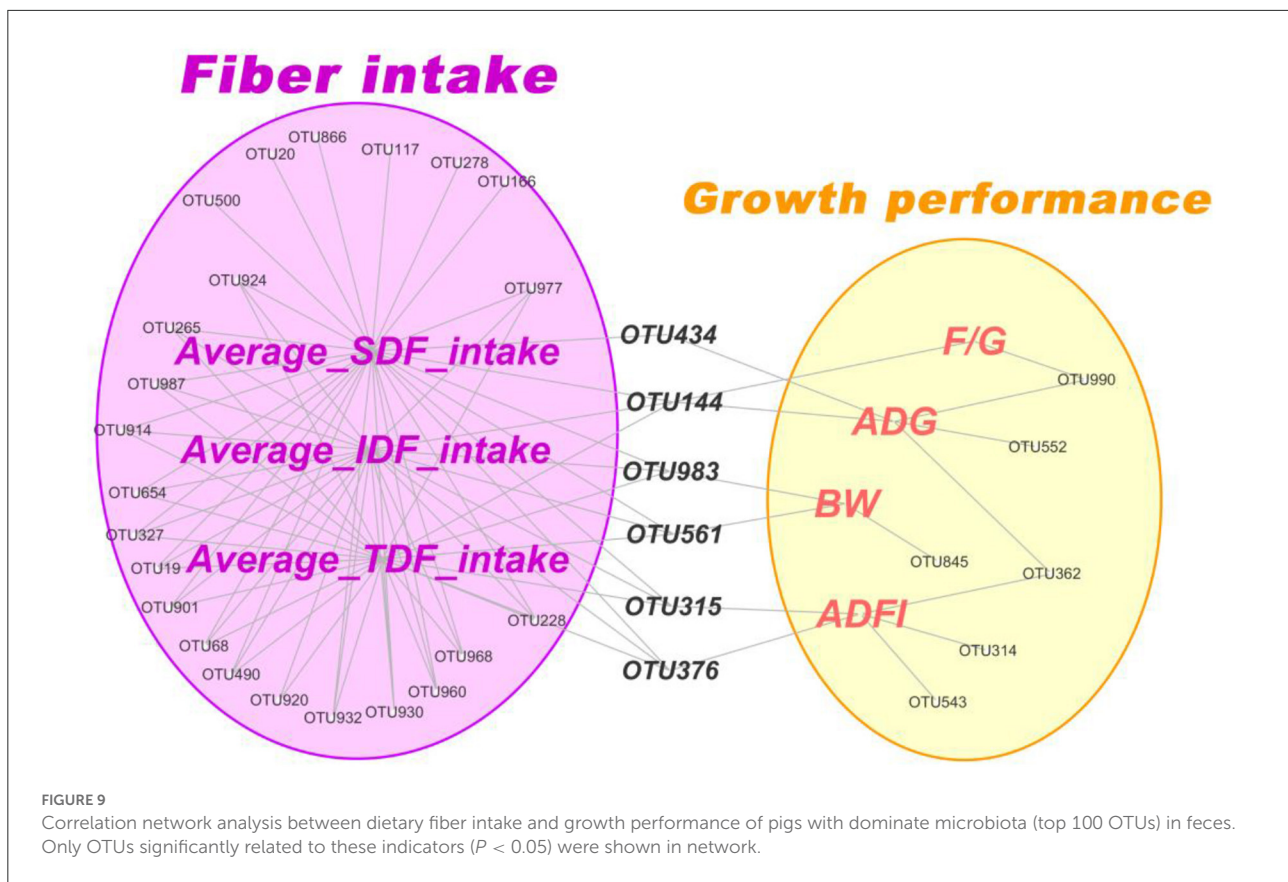 Fiber intake
OTU866
OTU20
OTU117
OTU278
OTU166
OTU500
Growth performance
OTU924
OTU977
OTU265
Average_SDF_intake
OTU434
F/G
OTU987
OTU990
OTU144
OTU914
ADG
Average_IDF_intake
OTU552
OTU983
OTU654
BW
OTU327
OTU561
Average_TDF_intake
OTU845
OTU19
OTU362
OTU901
OTU315
ADFI
OTU228
OTU68
OTU968
OTU314
OTU490
OTU376
OTU920
OTU960
OTU543
OTU932
OTU930
FIGURE 9
Correlation network analysis between dietary fiber intake and growth performance of pigs with dominate microbiota (top 100 OTUs) in feces.
Only OTUs significantly related to these indicators (P < 0.05) were shown in network.